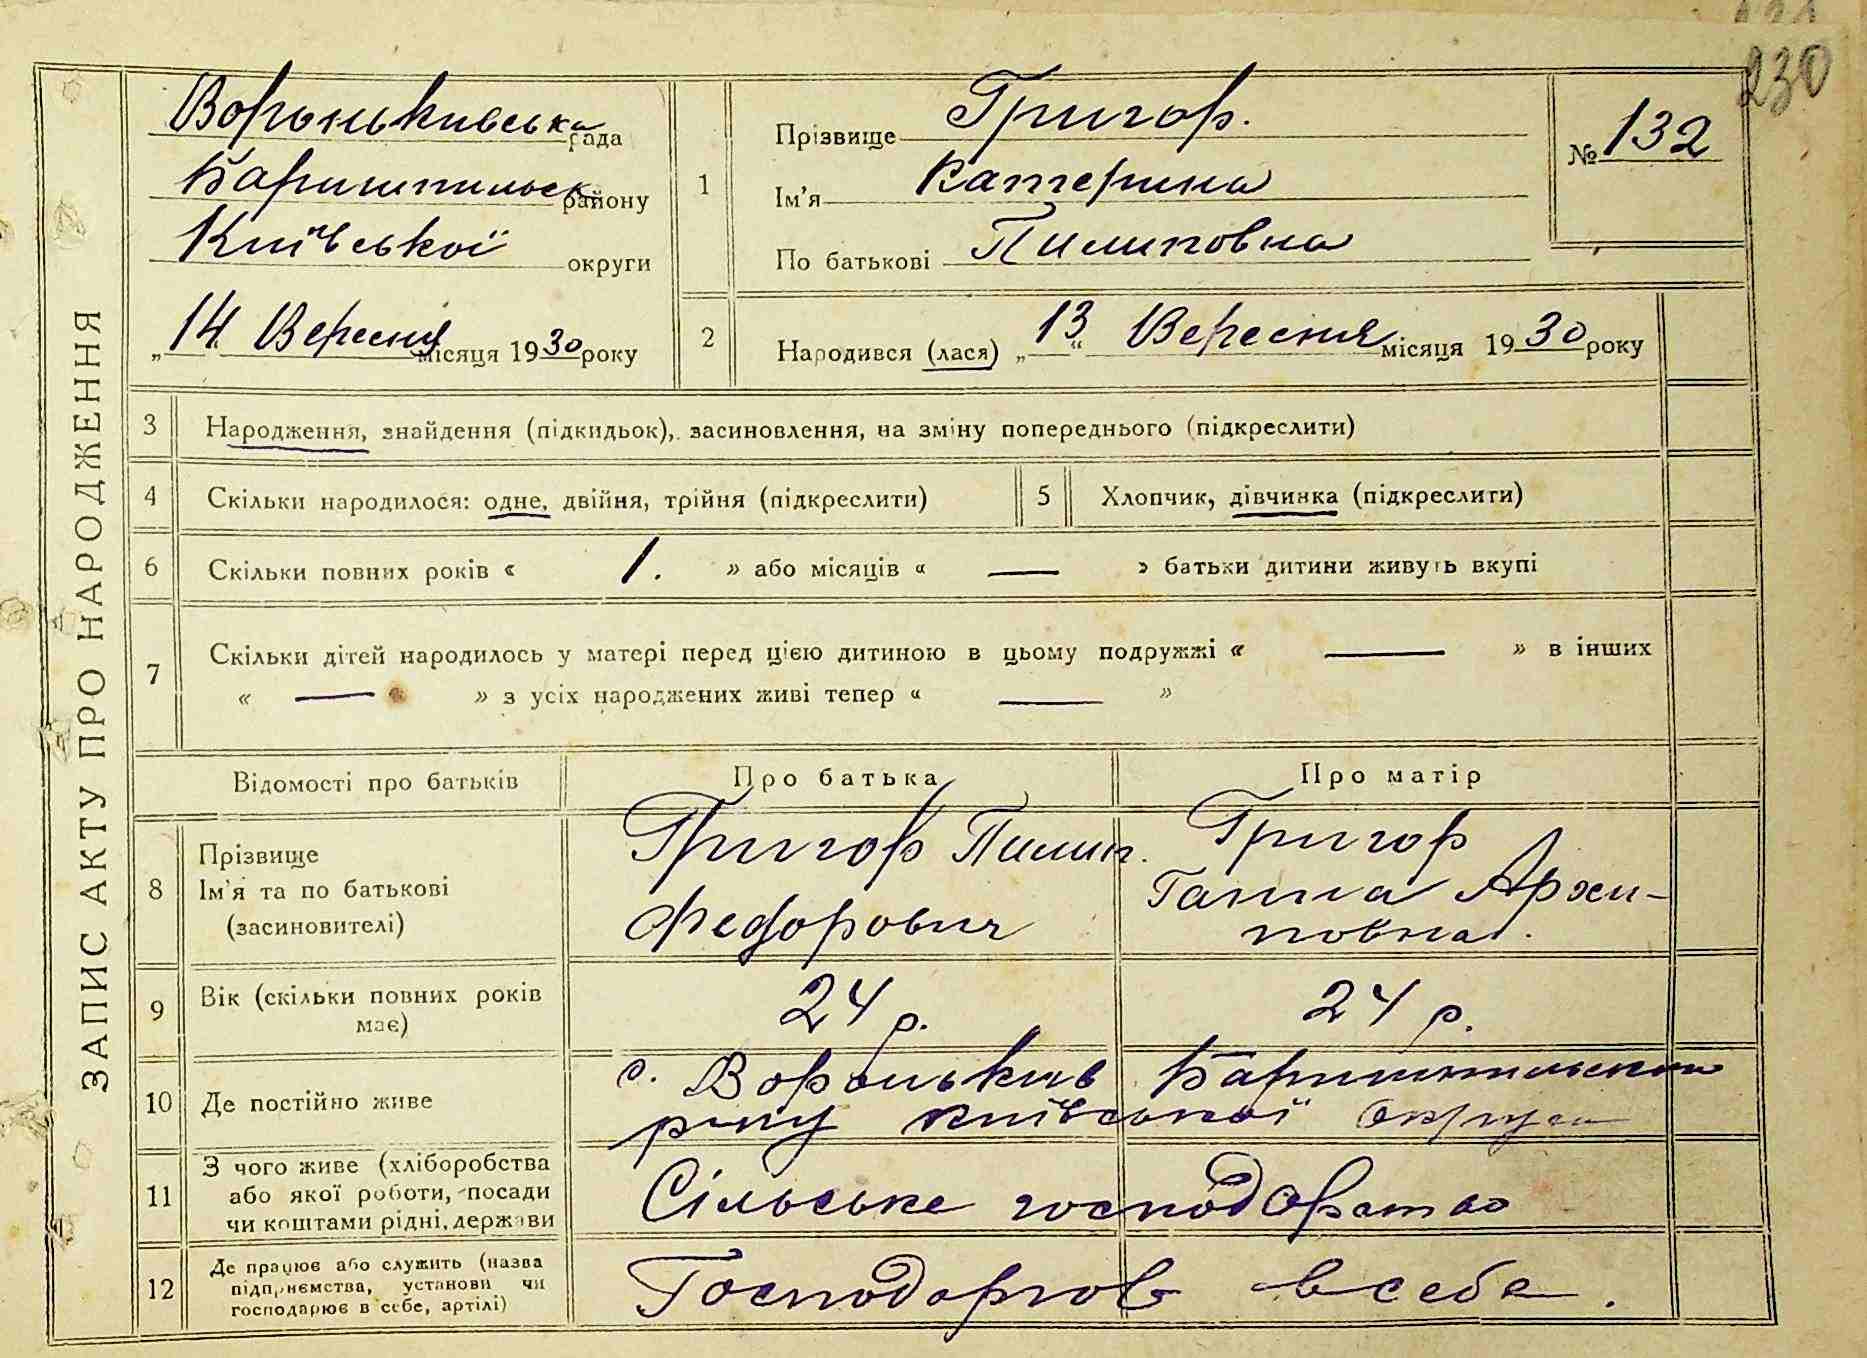 230
ЗАПИС АКТУ ПРО НАРОДЖЕННЯ
Вороньківська рада
Баришпільськ району
Київської округи
„14 Вересня місяця 1930 року
1
Прізвище Григор.
Ім'я Катерина
По батькові Пилиповна
№ 132
2
Народився (лася) „13“ Вересня місяця 1930 року
3 Народження, знайдення (підкидьок), засиновлення, на зміну попереднього (підкреслити)
4 Скільки народилося: одне, двійня, трійня (підкреслити)
5 Хлопчик, дівчинка (підкреслити)
6 Скільки повних років « 1. » або місяців « — » батьки дитини живуть вкупі
7 Скільки дітей народилось у матері перед цією дитиною в цьому подружжі « — » в інших
« — » з усіх народжених живі тепер « — »
Відомості про батьків Про батька Про матір
8 Прізвище
Ім'я та по батькові
(засиновителі)
Григор Пилип.
Федорович
Григор
Ганна Архи-
повна.
9 Вік (скільки повних років
має)
24 р. 24 р.
10 Де постійно живе
с. Вороньків Баришпільськи
р-ну Київської округи
11 З чого живе (хліборобства
або якої роботи, посади
чи коштами рідні, держави
Сільське господарство
12 Де працює або служить (назва
підприємства, установи чи
господарює в себе, артілі)
Господарюв в себе.